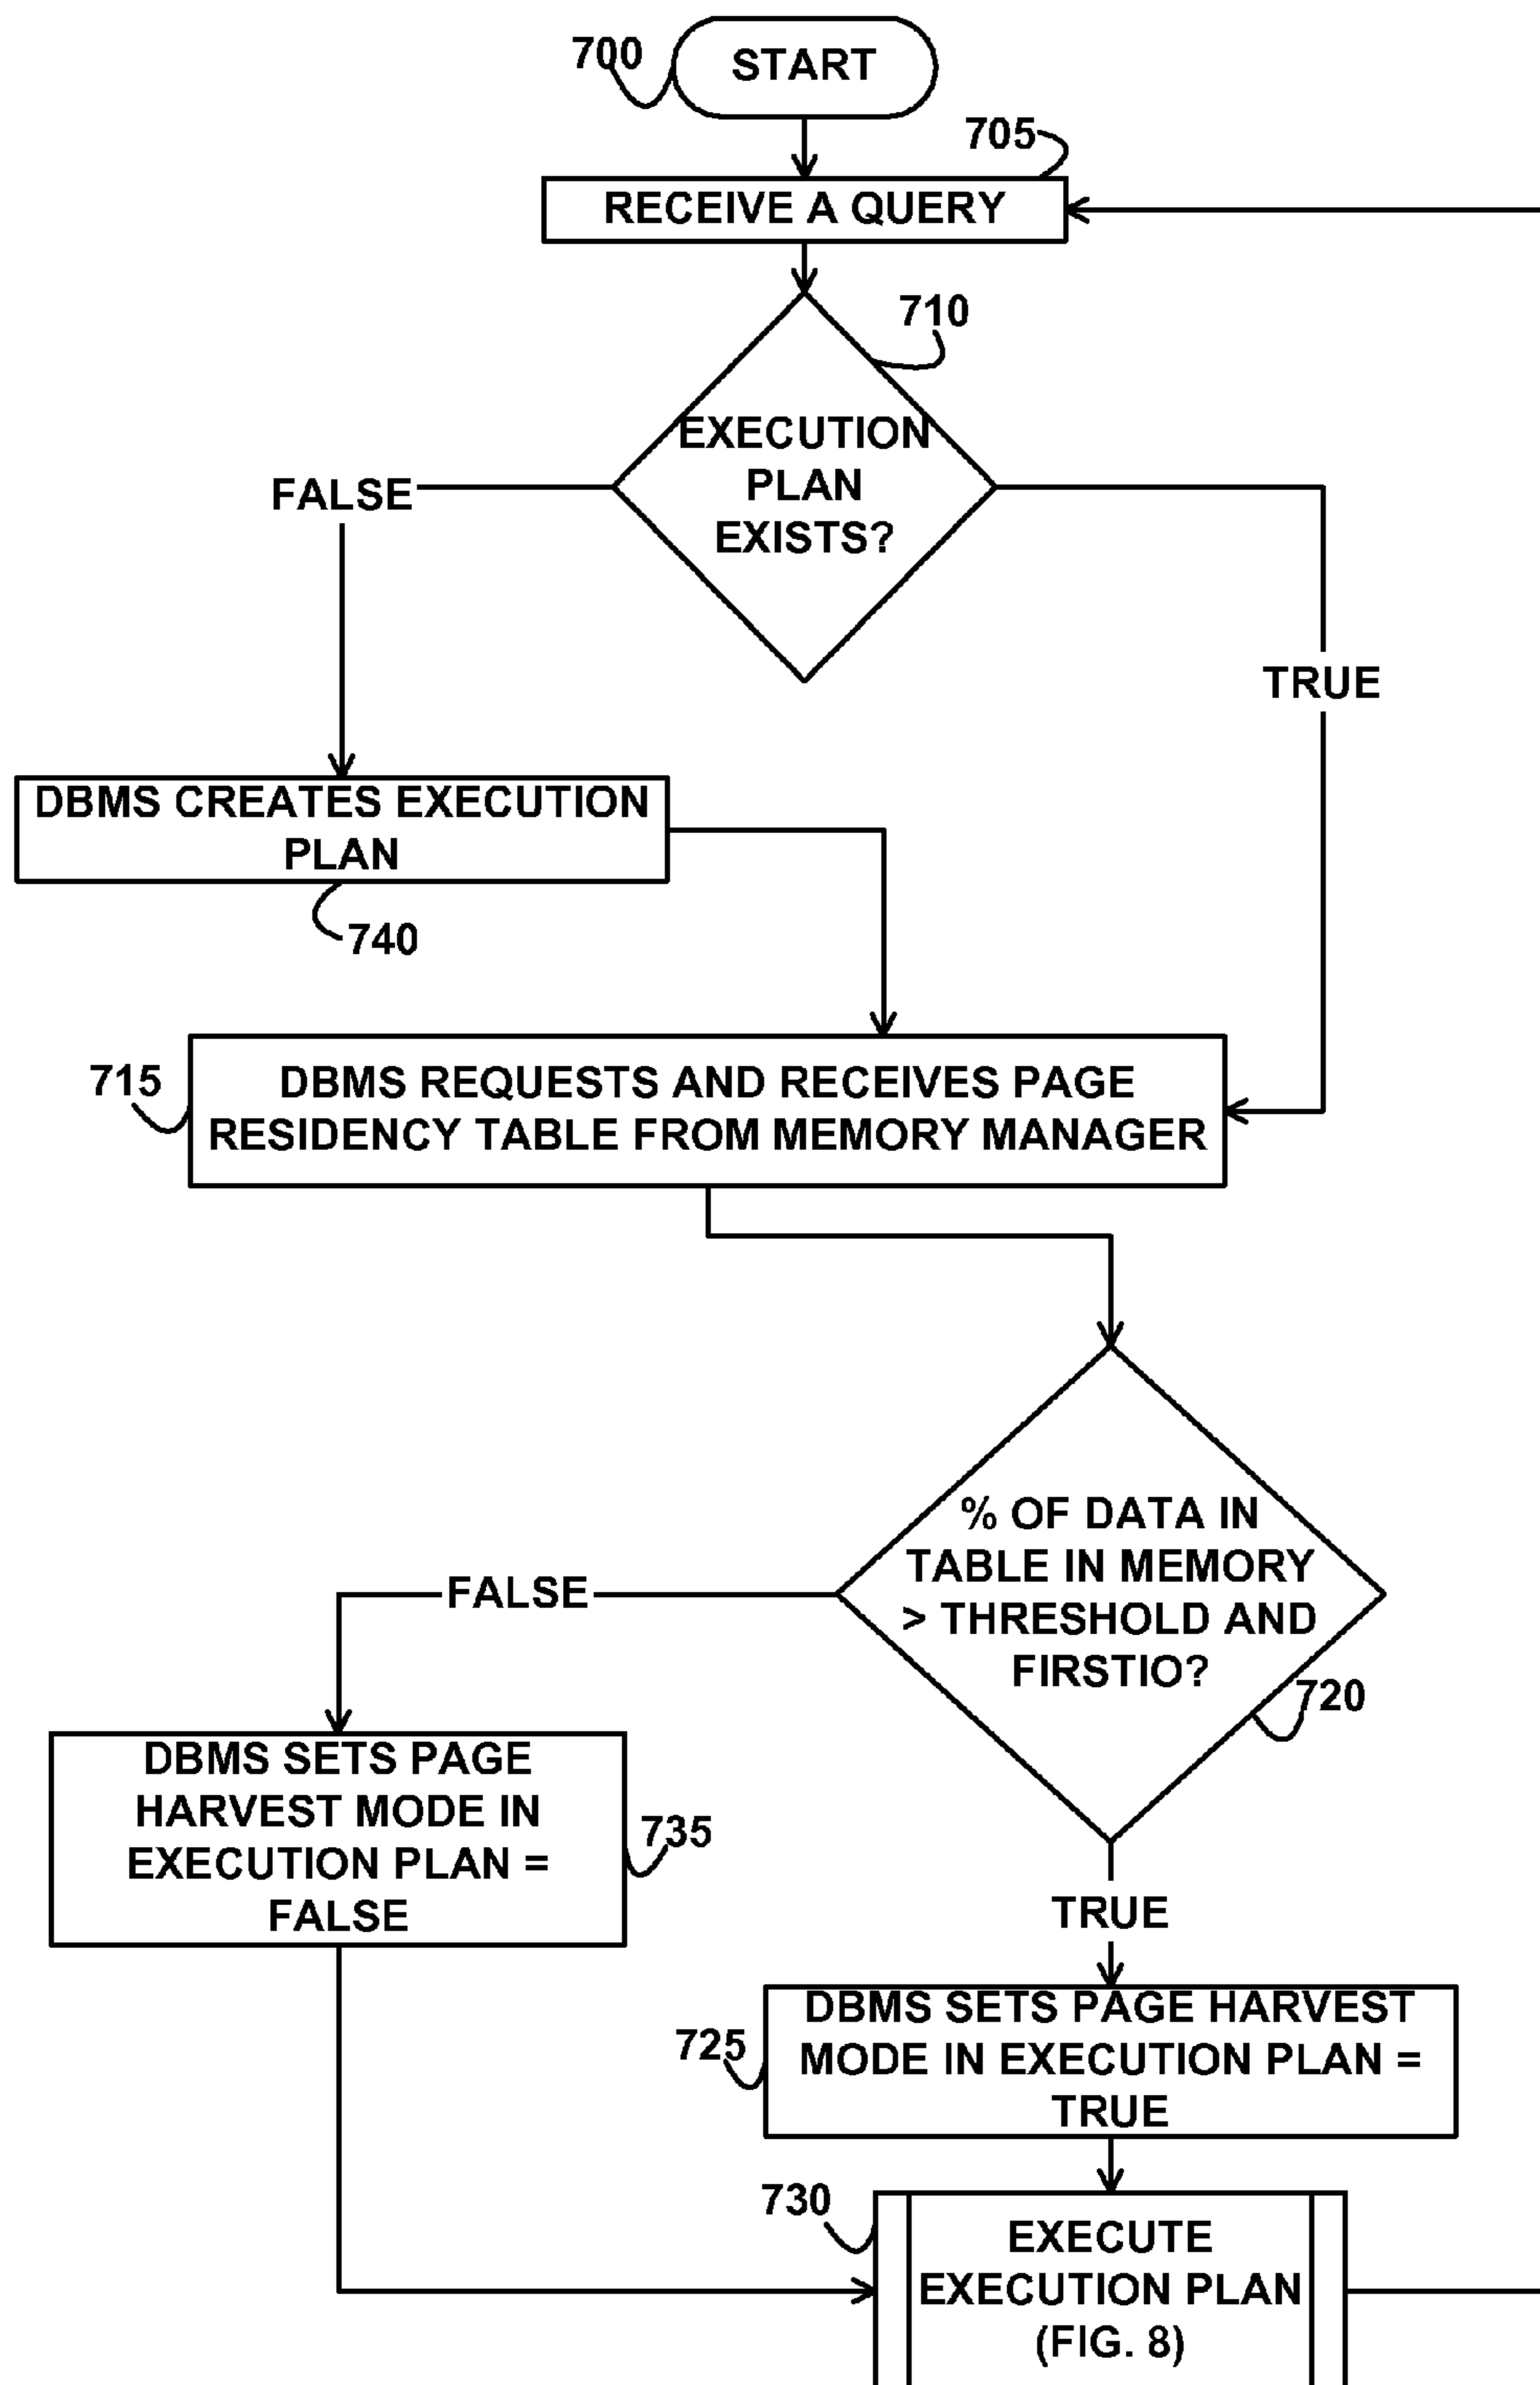 700
START
705
RECEIVE A QUERY
710
EXECUTION
PLAN
EXISTS?
FALSE
TRUE
DBMS CREATES EXECUTION
PLAN
740
715
DBMS REQUESTS AND RECEIVES PAGE
RESIDENCY TABLE FROM MEMORY MANAGER
% OF DATA IN
TABLE IN MEMORY
> THRESHOLD AND
FIRSTIO?
FALSE
720
DBMS SETS PAGE
HARVEST MODE IN
EXECUTION PLAN =
FALSE
735
TRUE
725
DBMS SETS PAGE HARVEST
MODE IN EXECUTION PLAN =
TRUE
730
EXECUTE
EXECUTION PLAN
(FIG. 8)